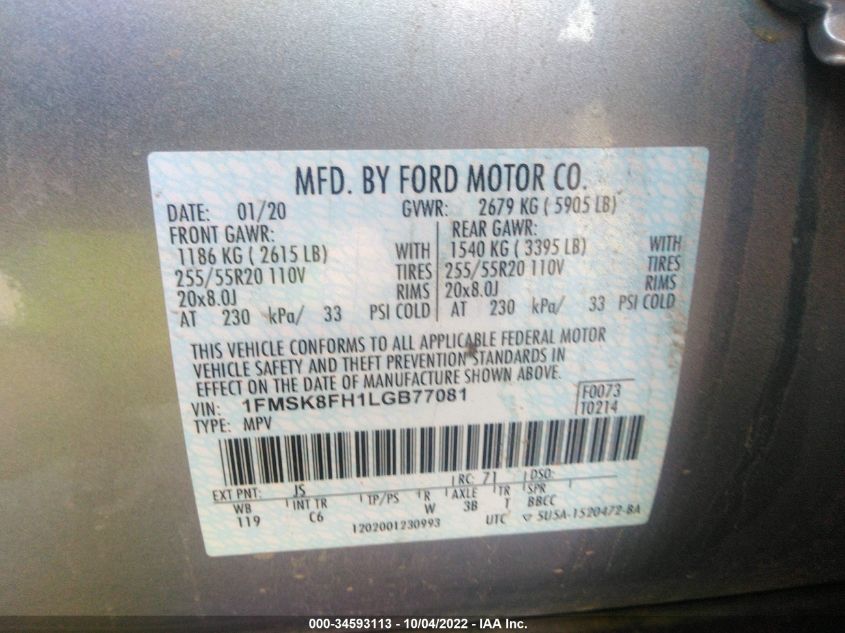 MFD. BY FORD MOTOR CO.
DATE: 01/20 GVWR: 2679 KG ( 5905 LB)
FRONT GAWR: REAR GAWR:
1186 KG ( 2615 LB) WITH 1540 KG ( 3395 LB) WITH
255/55R20 110V TIRES 255/55R20 110V TIRES
20x8.0J RIMS 20x8.0J RIMS
AT 230 kPa/ 33 PSI COLD AT 230 kPa/ 33 PSI COLD
THIS VEHICLE CONFORMS TO ALL APPLICABLE FEDERAL MOTOR
VEHICLE SAFETY AND THEFT PREVENTION STANDARDS IN
EFFECT ON THE DATE OF MANUFACTURE SHOWN ABOVE.
VIN: 1FMSK8FH1LGB77081 F0073
TYPE: MPV T0214
EXT PNT: JS RC: 71 DSO:
WB INT TR TP/PS R AXLE TR SPR
119 C6 W 3B T BBCC
1202001230993 UTC ▽ 5U5A-1520472-BA
000-34593113 - 10/04/2022 - IAA Inc.